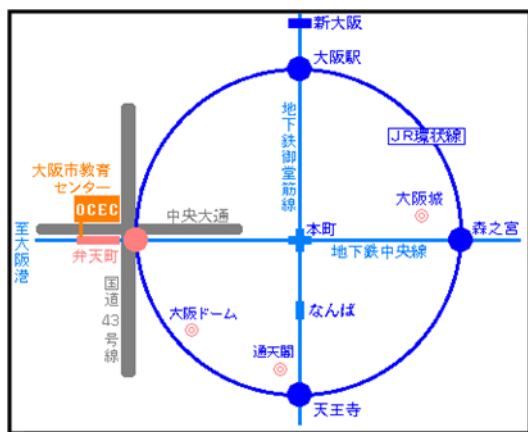 新大阪
大阪駅
地下鉄御堂筋線
JR環状線
大阪市教育
センター
OCEC
大阪城
中央大通
本町
森之宮
至大阪港
弁天町
地下鉄中央線
国道43号線
大阪ドーム
なんば
通天閣
天王寺